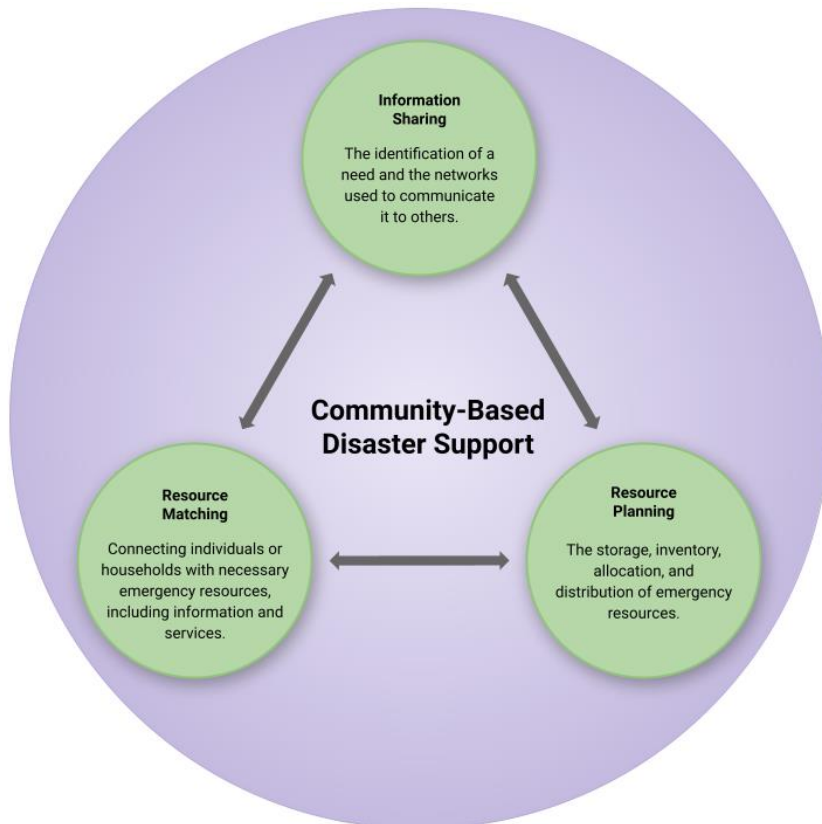 Information
Sharing
The identification of a
need and the networks
used to communicate
it to others.
Community-Based
Disaster Support
Resource
Matching
Connecting individuals or
households with necessary
emergency resources,
including information and
services.
Resource
Planning
The storage, inventory,
allocation, and
distribution of emergency
resources.